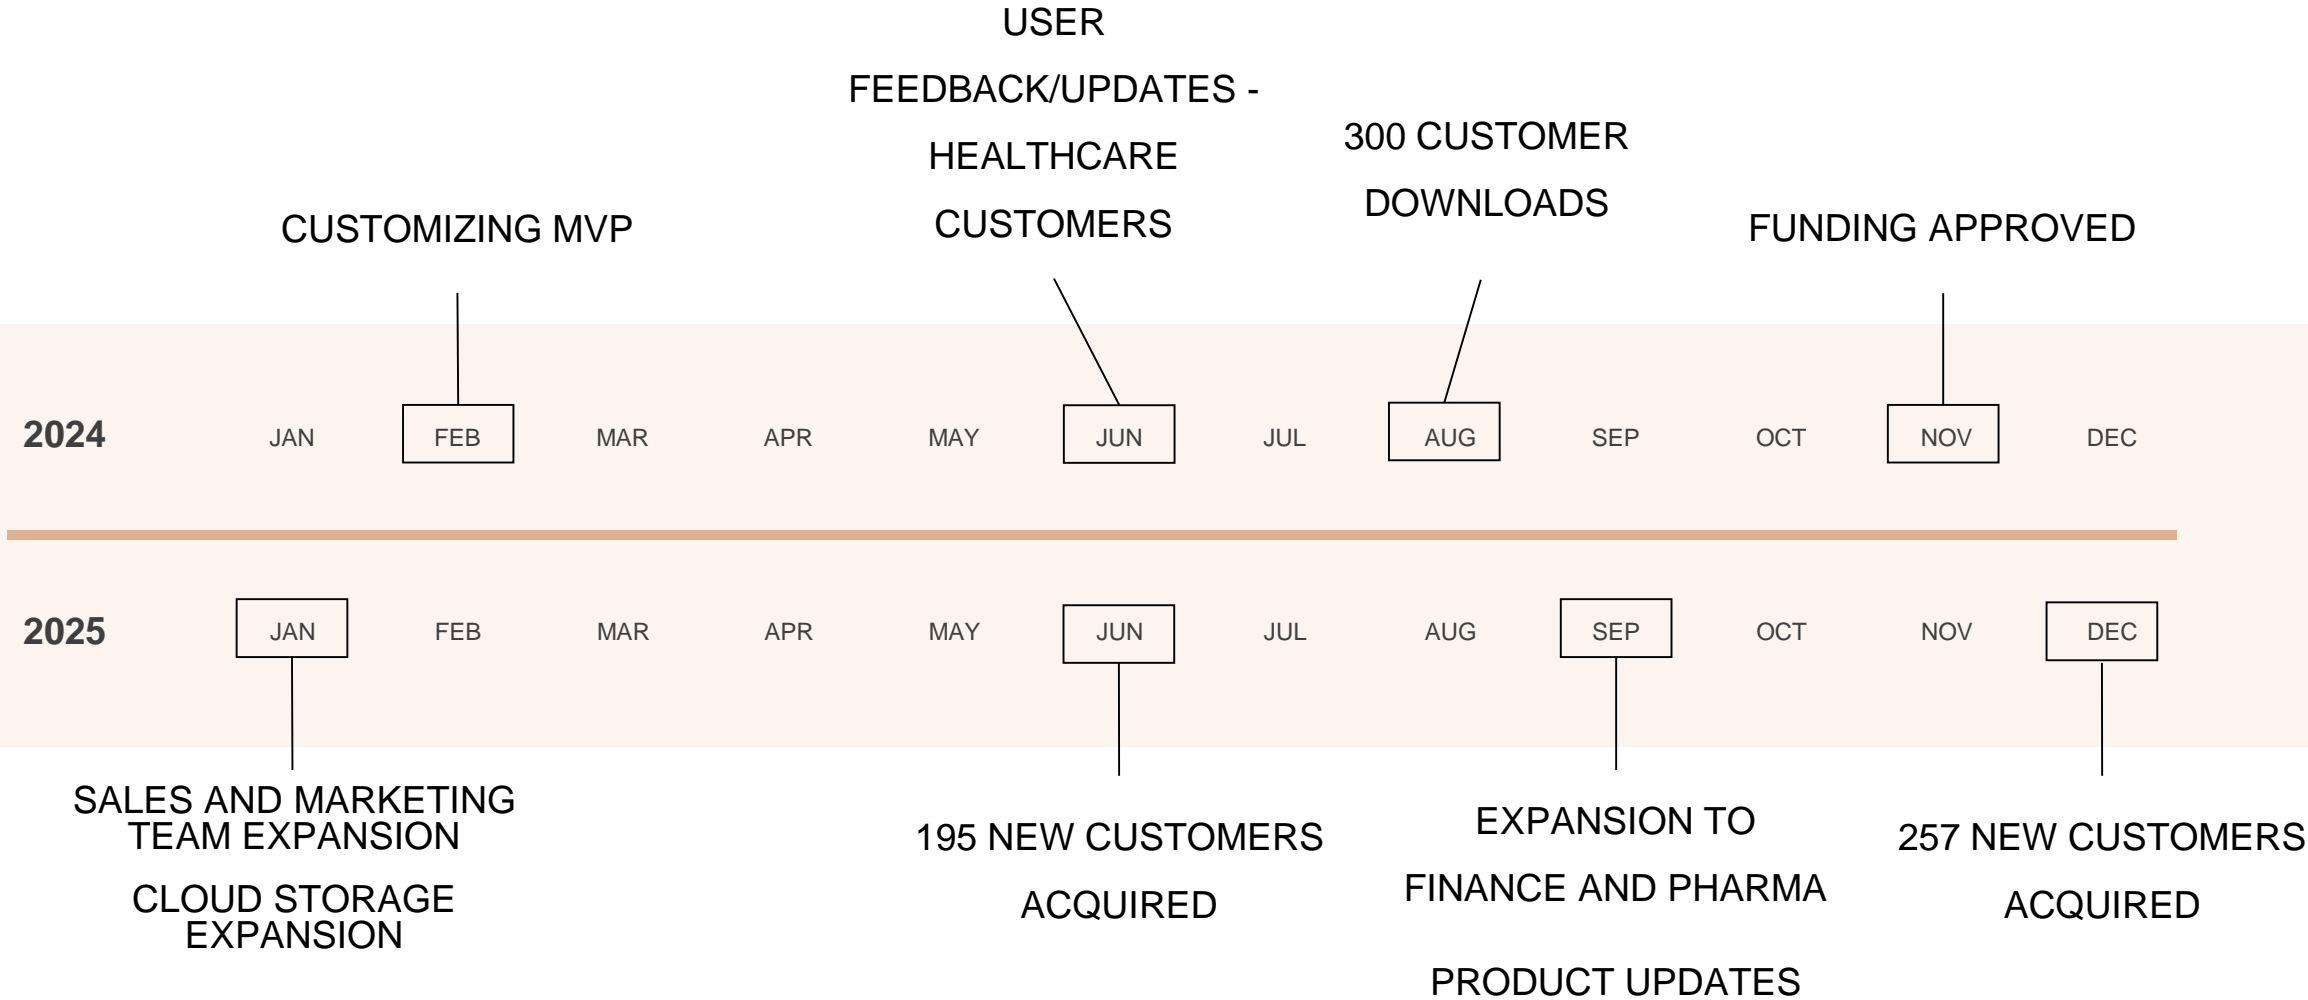 USER
FEEDBACK/UPDATES -
HEALTHCARE
CUSTOMERS
300 CUSTOMER
DOWNLOADS
CUSTOMIZING MVP
FUNDING APPROVED
2024 JAN FEB MAR APR MAY JUN JUL AUG SEP OCT NOV DEC
2025 JAN FEB MAR APR MAY JUN JUL AUG SEP OCT NOV DEC
SALES AND MARKETING
TEAM EXPANSION
CLOUD STORAGE
EXPANSION
195 NEW CUSTOMERS
ACQUIRED
EXPANSION TO
FINANCE AND PHARMA
PRODUCT UPDATES
257 NEW CUSTOMERS
ACQUIRED